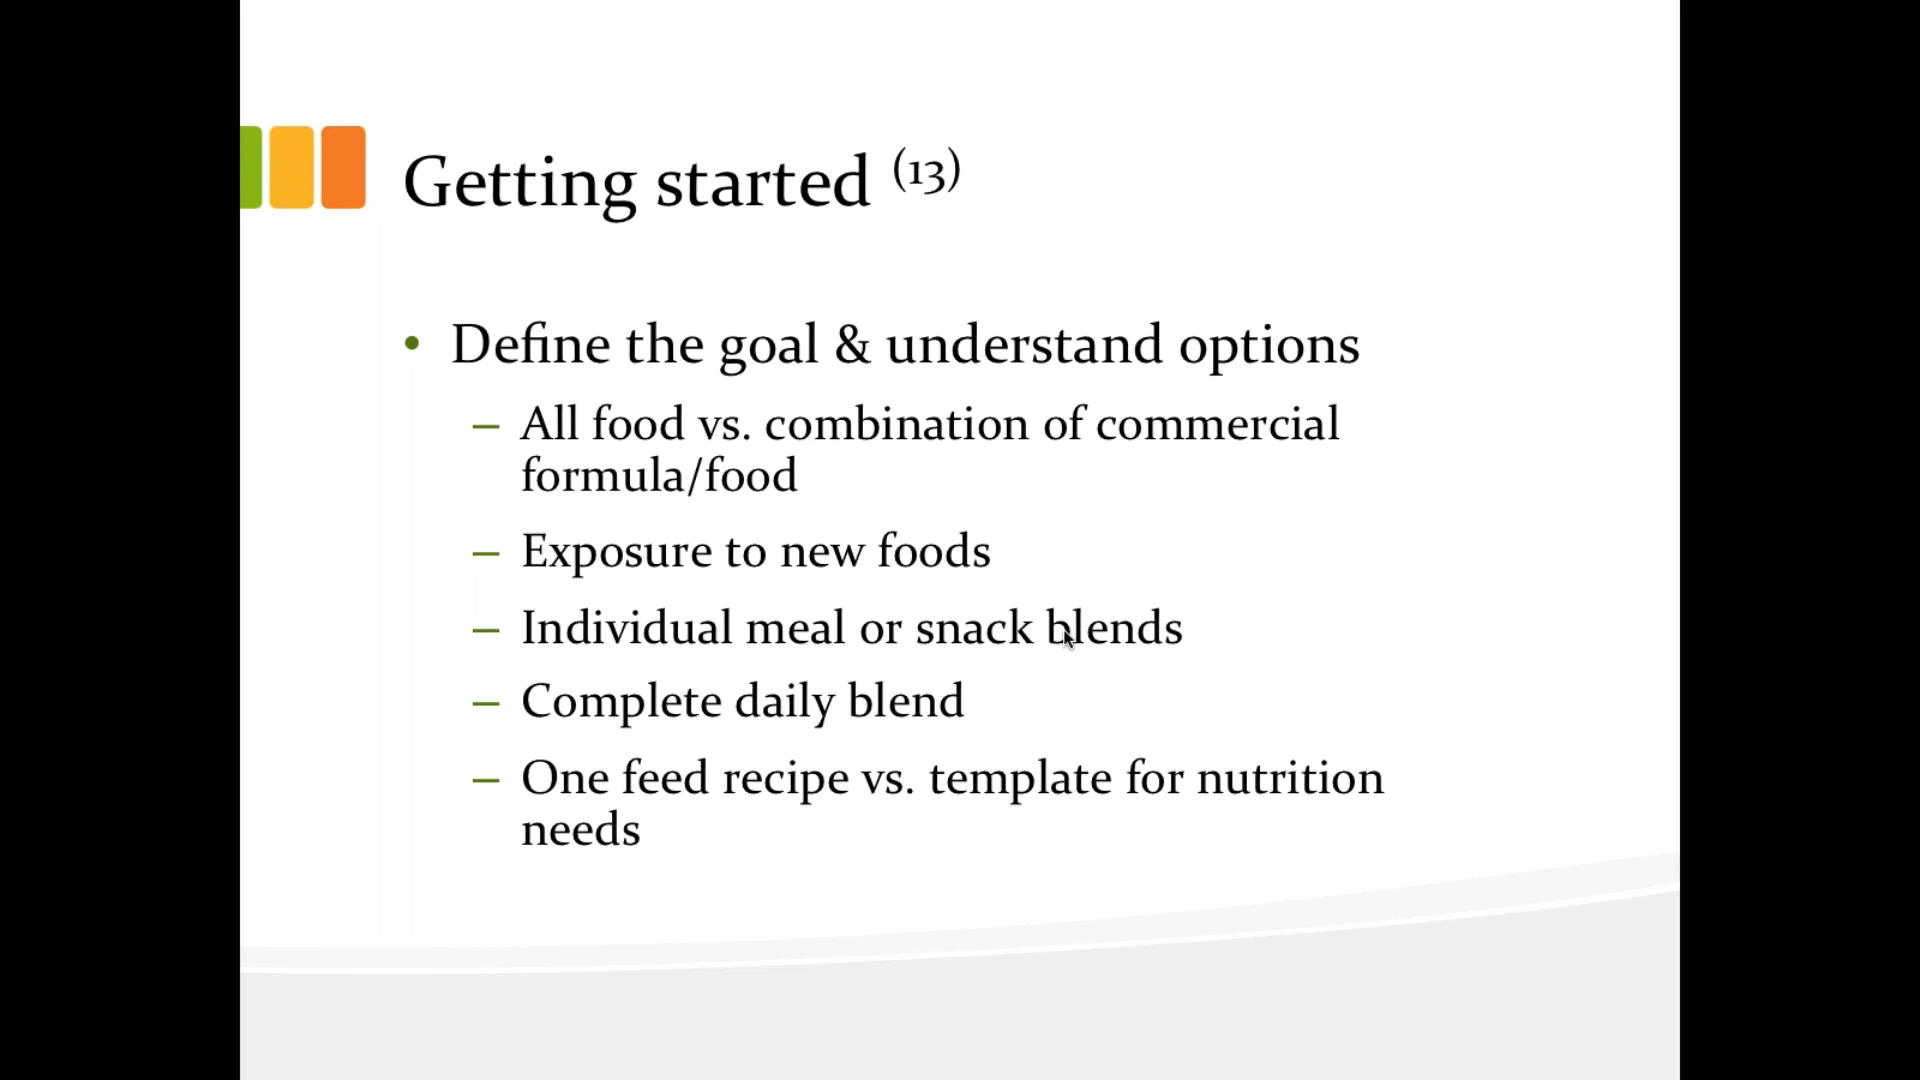 Getting started (13)
• Define the goal & understand options
– All food vs. combination of commercial
formula/food
– Exposure to new foods
– Individual meal or snack blends
– Complete daily blend
– One feed recipe vs. template for nutrition
needs